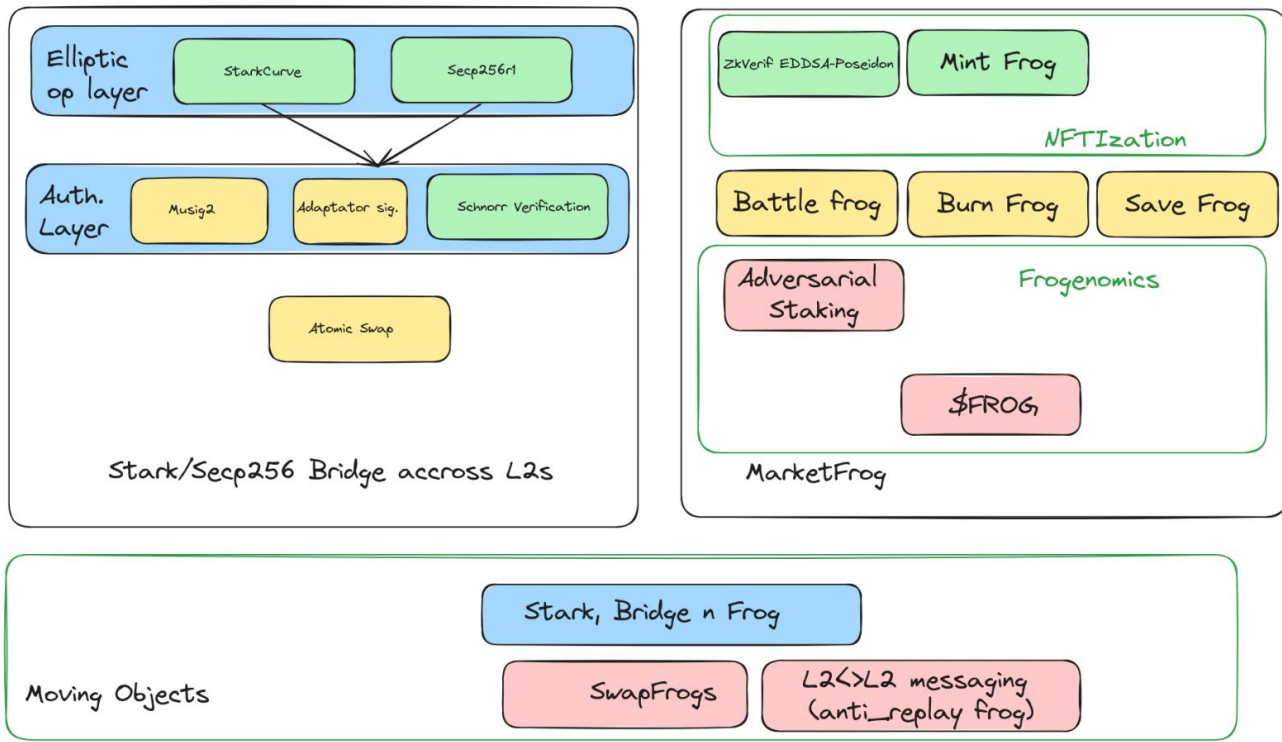 Elliptic
op layer
StarkCurve
Secp256r1
Auth.
Layer
Musig2
Adaptator sig.
Schnorr Verification
Atomic Swap
Stark/Secp256 Bridge accross L2s
ZkVerif EDDSA-Poseidon
Mint Frog
NFTIzation
Battle frog
Burn Frog
Save Frog
Adversarial
Staking
Frogenomics
$FROG
MarketFrog
Stark, Bridge n Frog
Moving Objects
SwapFrogs
L2<>L2 messaging
(anti_replay frog)